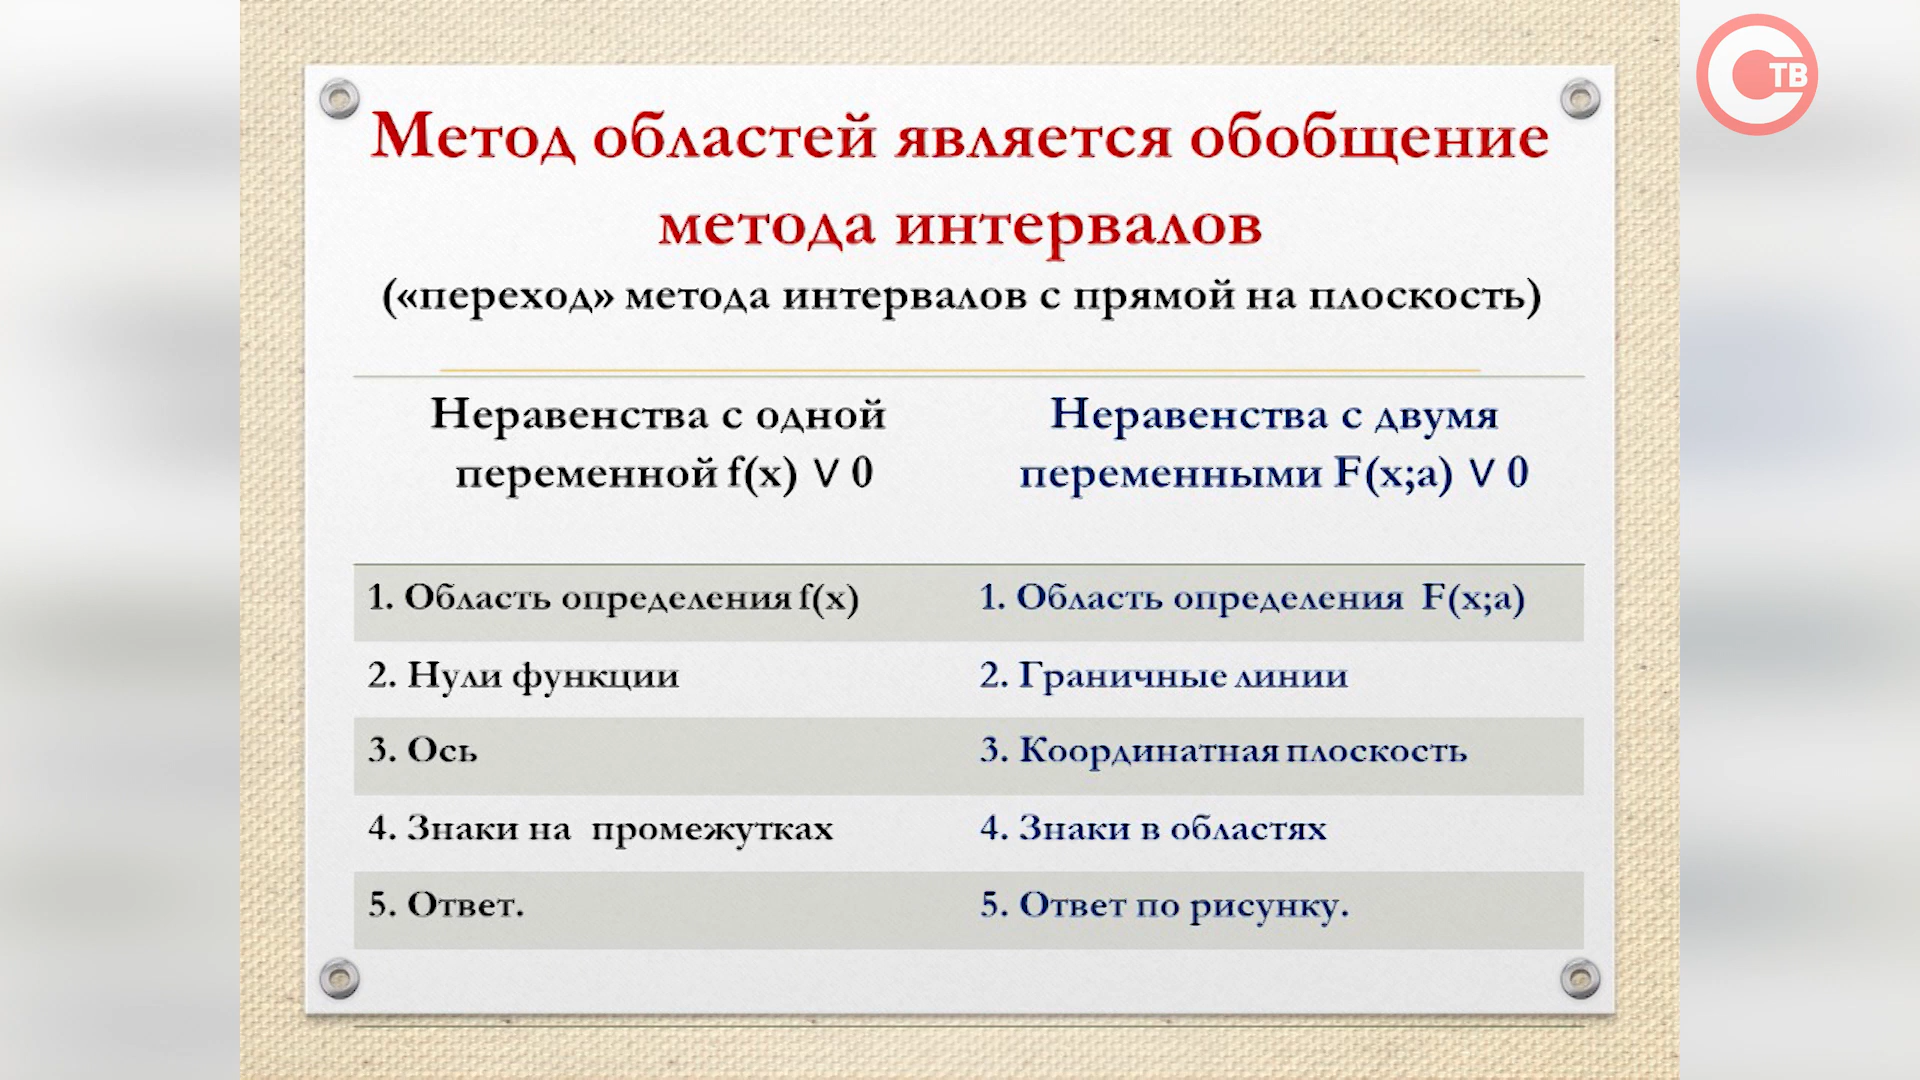 Метод областей является обобщение
метода интервалов
(«переход» метода интервалов с прямой на плоскость)
Неравенства с одной
переменной f(x) ∨ 0
Неравенства с двумя
переменными F(x;a) ∨ 0
1. Область определения f(x)
1. Область определения F(x;a)
2. Нули функции
2. Граничные линии
3. Ось
3. Координатная плоскость
4. Знаки на промежутках
4. Знаки в областях
5. Ответ.
5. Ответ по рисунку.
СТВ